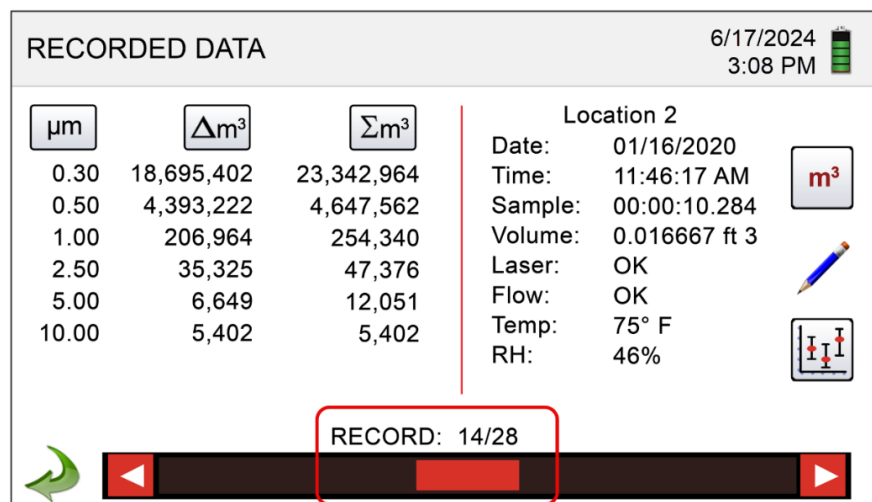 RECORDED DATA
6/17/2024
3:08 PM
µm Δm³ Σm³
0.30 18,695,402 23,342,964
0.50 4,393,222 4,647,562
1.00 206,964 254,340
2.50 35,325 47,376
5.00 6,649 12,051
10.00 5,402 5,402
Location 2
Date: 01/16/2020
Time: 11:46:17 AM
Sample: 00:00:10.284
Volume: 0.016667 ft 3
Laser: OK
Flow: OK
Temp: 75° F
RH: 46%
m³
RECORD: 14/28